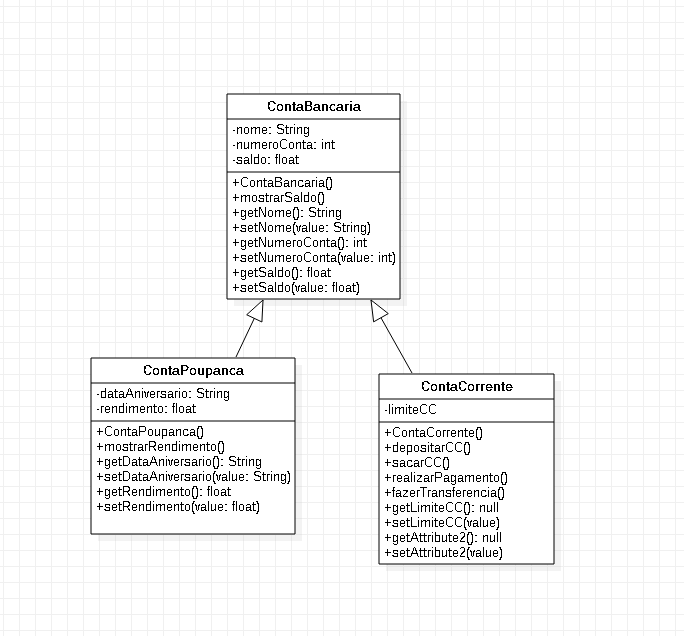 ContaBancaria
-nome: String
-numeroConta: int
-saldo: float
+ContaBancaria()
+mostrarSaldo()
+getNome(): String
+setNome(value: String)
+getNumeroConta(): int
+setNumeroConta(value: int)
+getSaldo(): float
+setSaldo(value: float)
ContaPoupanca
-dataAniversario: String
-rendimento: float
+ContaPoupanca()
+mostrarRendimento()
+getDataAniversario(): String
+setDataAniversario(value: String)
+getRendimento(): float
+setRendimento(value: float)
ContaCorrente
-limiteCC
+ContaCorrente()
+depositarCC()
+sacarCC()
+realizarPagamento()
+fazerTransferencia()
+getLimiteCC(): null
+setLimiteCC(value)
+getAttribute2(): null
+setAttribute2(value)